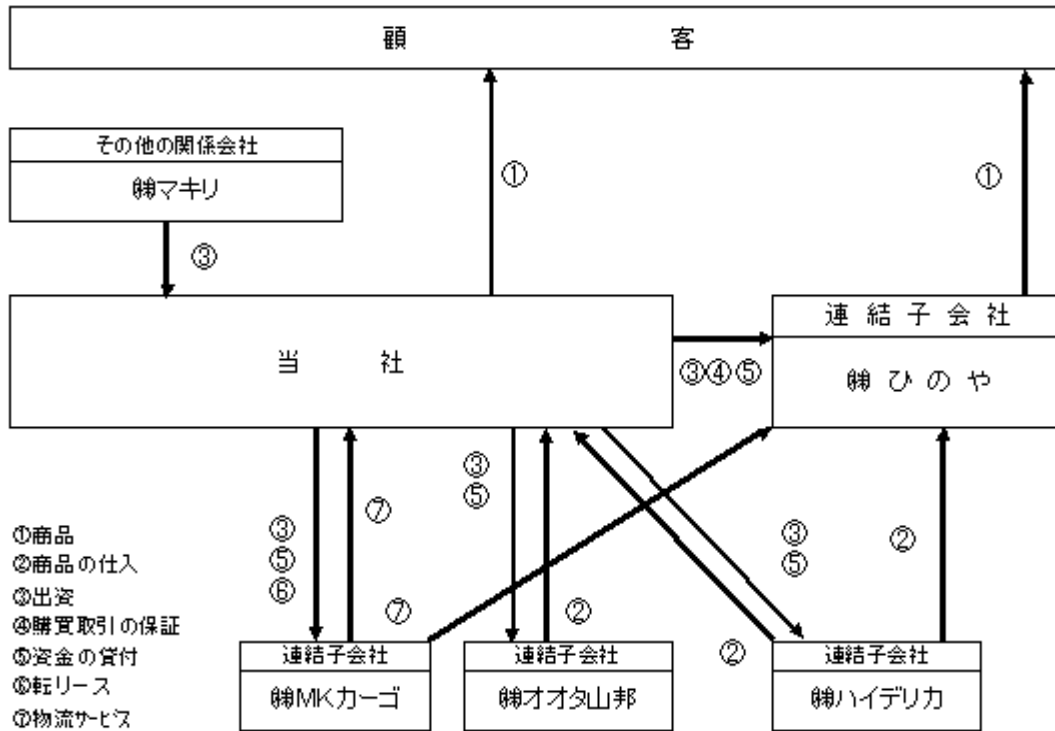 顧客
その他の関係会社
㈱マキリ
①
①
③
当社
連結子会社
㈱ひのや
③④⑤
③
⑤
⑥
⑦
③
⑤
②
③
⑤
②
⑦
②
①商品
②商品の仕入
③出資
④購買取引の保証
⑤資金の貸付
⑥転リース
⑦物流サービス
連結子会社
㈱MKカーゴ
連結子会社
㈱オオタ山邦
連結子会社
㈱ハイデリカ